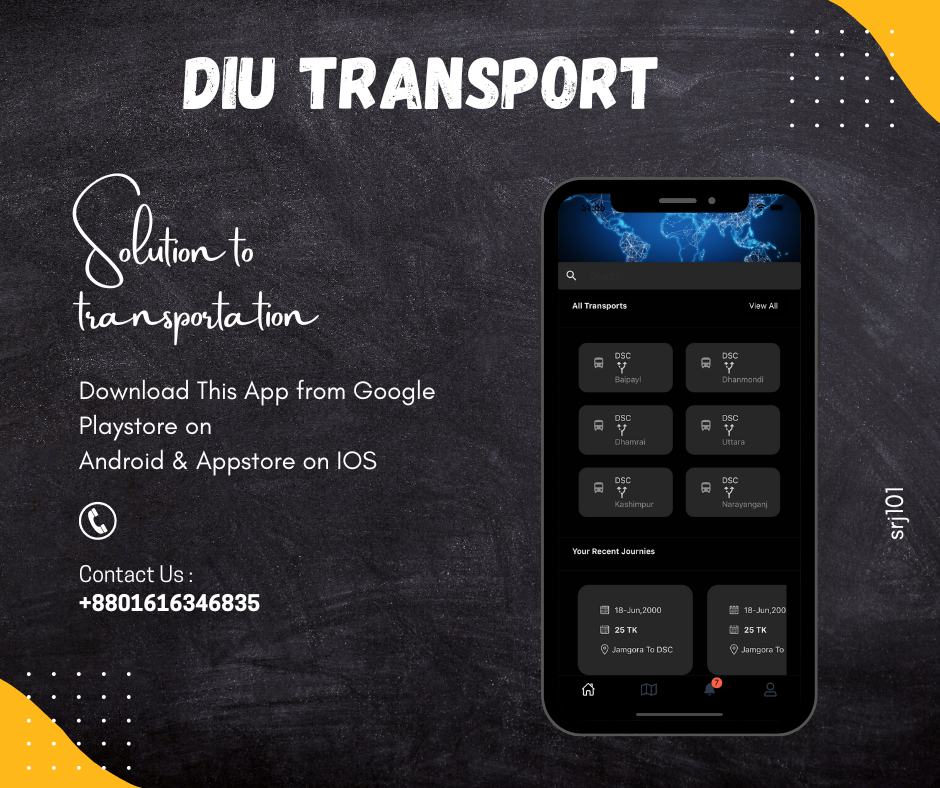 DIU TRANSPORT
Solution to
transportation
Download This App from Google
Playstore on
Android & Appstore on IOS
Contact Us :
+8801616346835
All Transports View All
DSC
Baipayl
DSC
Dhanmondi
DSC
Dhamrai
DSC
Uttara
DSC
Kashimpur
DSC
Narayanganj
Your Recent Journies
18-Jun,2000
25 TK
Jamgora To DSC
18-Jun,200
25 TK
Jamgora To
7
srj101